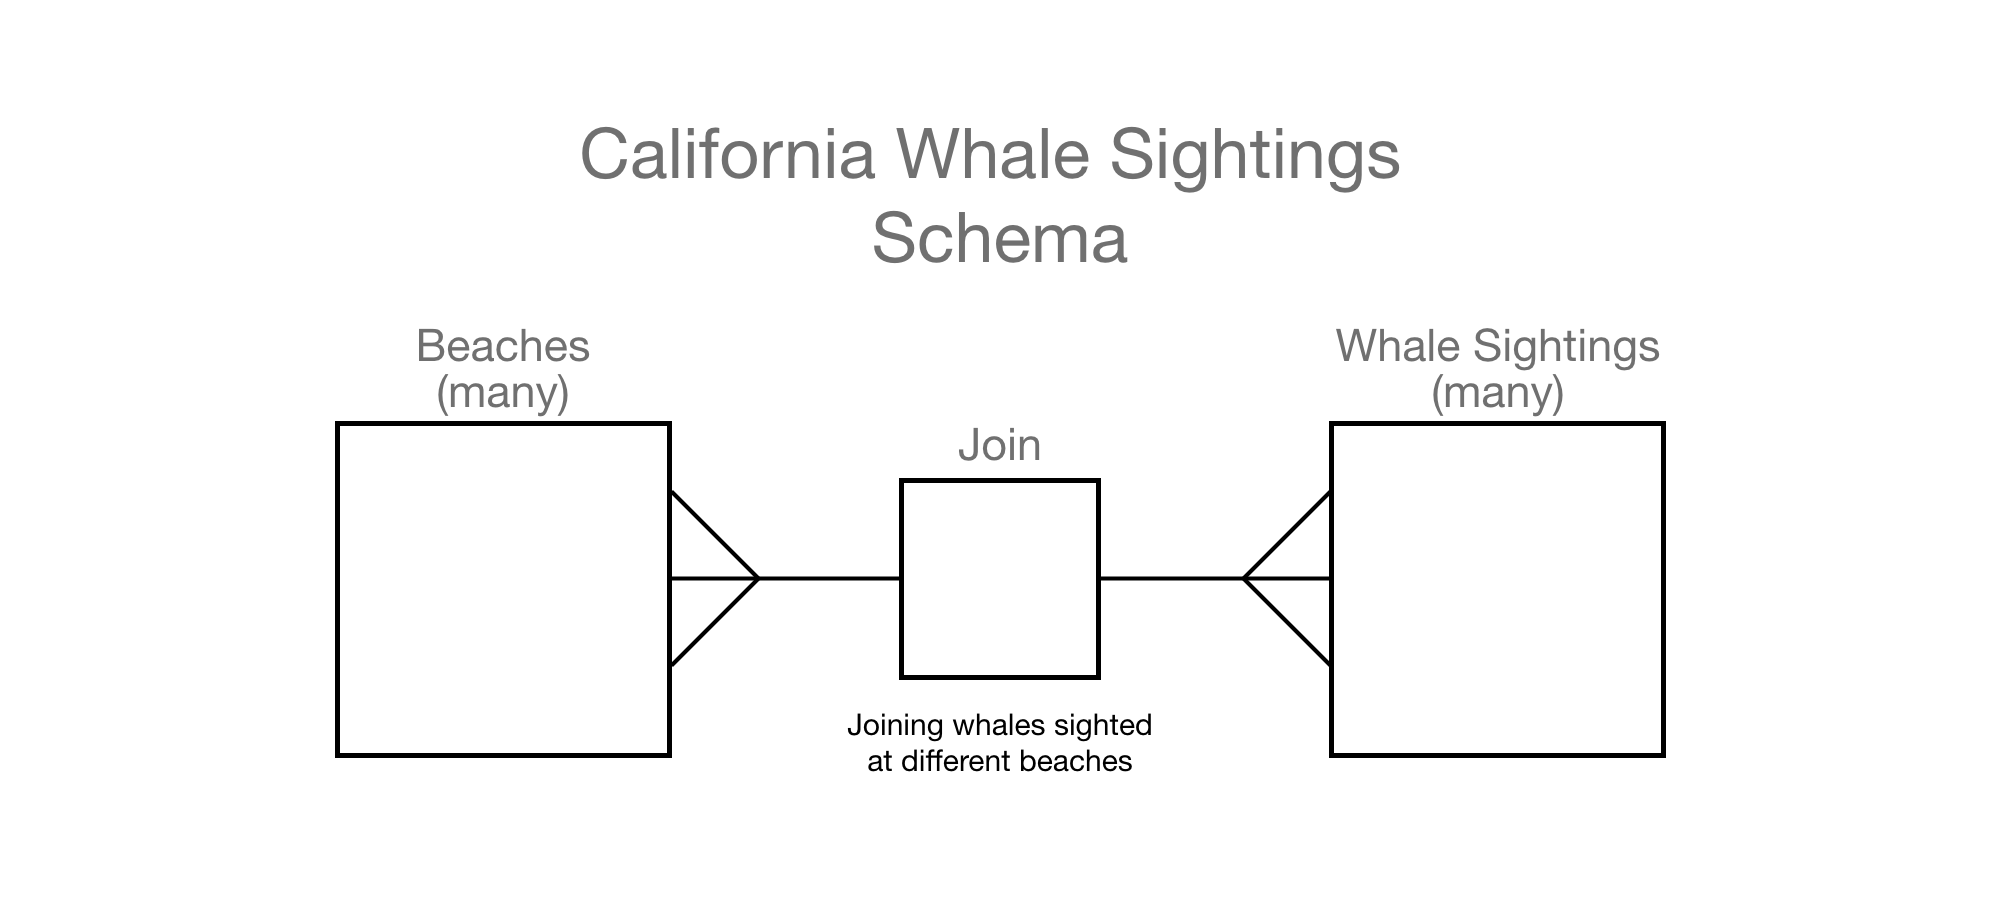 California Whale Sightings
Schema
Beaches
(many)
Whale Sightings
(many)
Join
Joining whales sighted
at different beaches